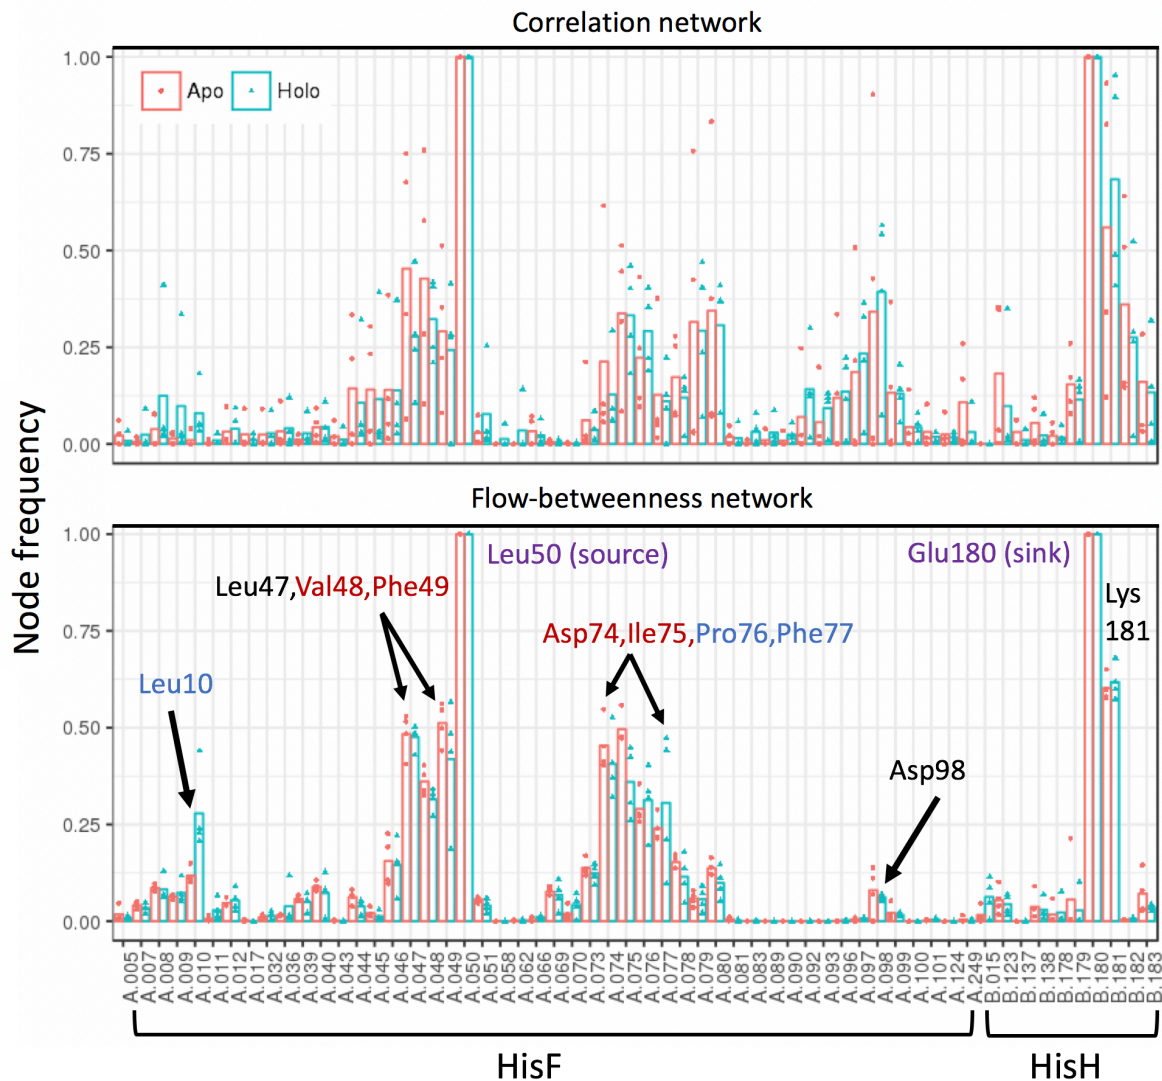 Correlation network
1.00
Apo
Holo
0.75
0.50
0.25
0.00
Node frequency
Flow-betweenness network
1.00
Leu50 (source)
Glu180 (sink)
Leu47,Val48,Phe49
Lys
181
0.75
Asp74,Ile75,Pro76,Phe77
Leu10
0.50
Asp98
0.25
0.00
A.005
A.007
A.008
A.009
A.010
A.012
A.017
A.032
A.036
A.039
A.040
A.043
A.044
A.045
A.046
A.047
A.048
A.049
A.050
A.051
A.058
A.062
A.066
A.069
A.070
A.073
A.074
A.075
A.076
A.077
A.078
A.079
A.080
A.081
A.083
A.089
A.090
A.092
A.093
A.096
A.097
A.098
A.099
A.100
A.101
A.124
A.249
B.015
B.123
B.137
B.138
B.178
B.179
B.180
B.181
B.182
B.183
HisF
HisH